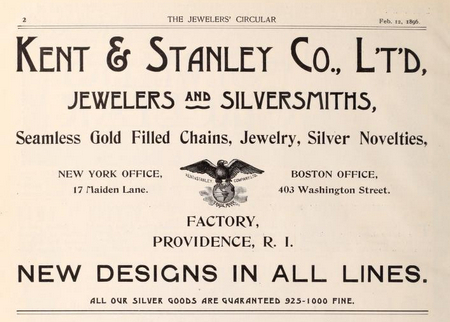 2 THE JEWELERS' CIRCULAR Feb. 12, 1896.
KENT & STANLEY CO., L'T'D,
JEWELERS AND SILVERSMITHS,
Seamless Gold Filled Chains, Jewelry, Silver Novelties,
NEW YORK OFFICE,
17 Maiden Lane.
BOSTON OFFICE,
403 Washington Street.
FACTORY,
PROVIDENCE, R. I.
NEW DESIGNS IN ALL LINES.
ALL OUR SILVER GOODS ARE GUARANTEED 925-1000 FINE.